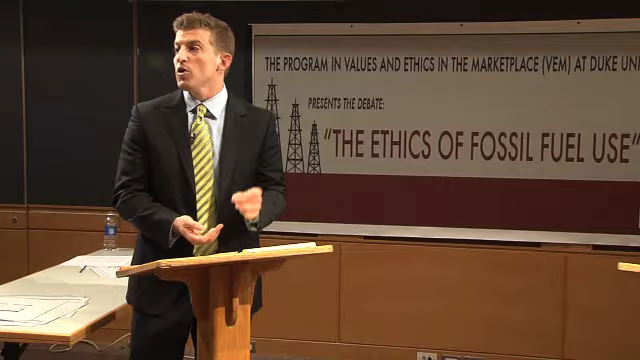 THE PROGRAM IN VALUES AND ETHICS IN THE MARKETPLACE (VEM) AT DUKE UNI
PRESENTS THE DEBATE:
"THE ETHICS OF FOSSIL FUEL USE"